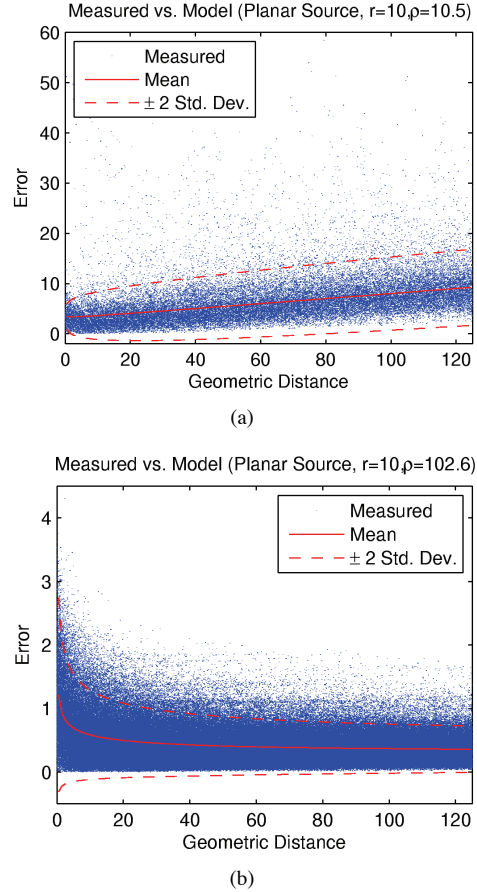 Measured vs. Model (Planar Source, r=10,ρ=10.5)
60
50
40
30
20
10
0
Error
Measured
Mean
± 2 Std. Dev.
0 20 40 60 80 100 120
Geometric Distance
(a)
Measured vs. Model (Planar Source, r=10,ρ=102.6)
4
3
2
1
0
Error
Measured
Mean
± 2 Std. Dev.
0 20 40 60 80 100 120
Geometric Distance
(b)